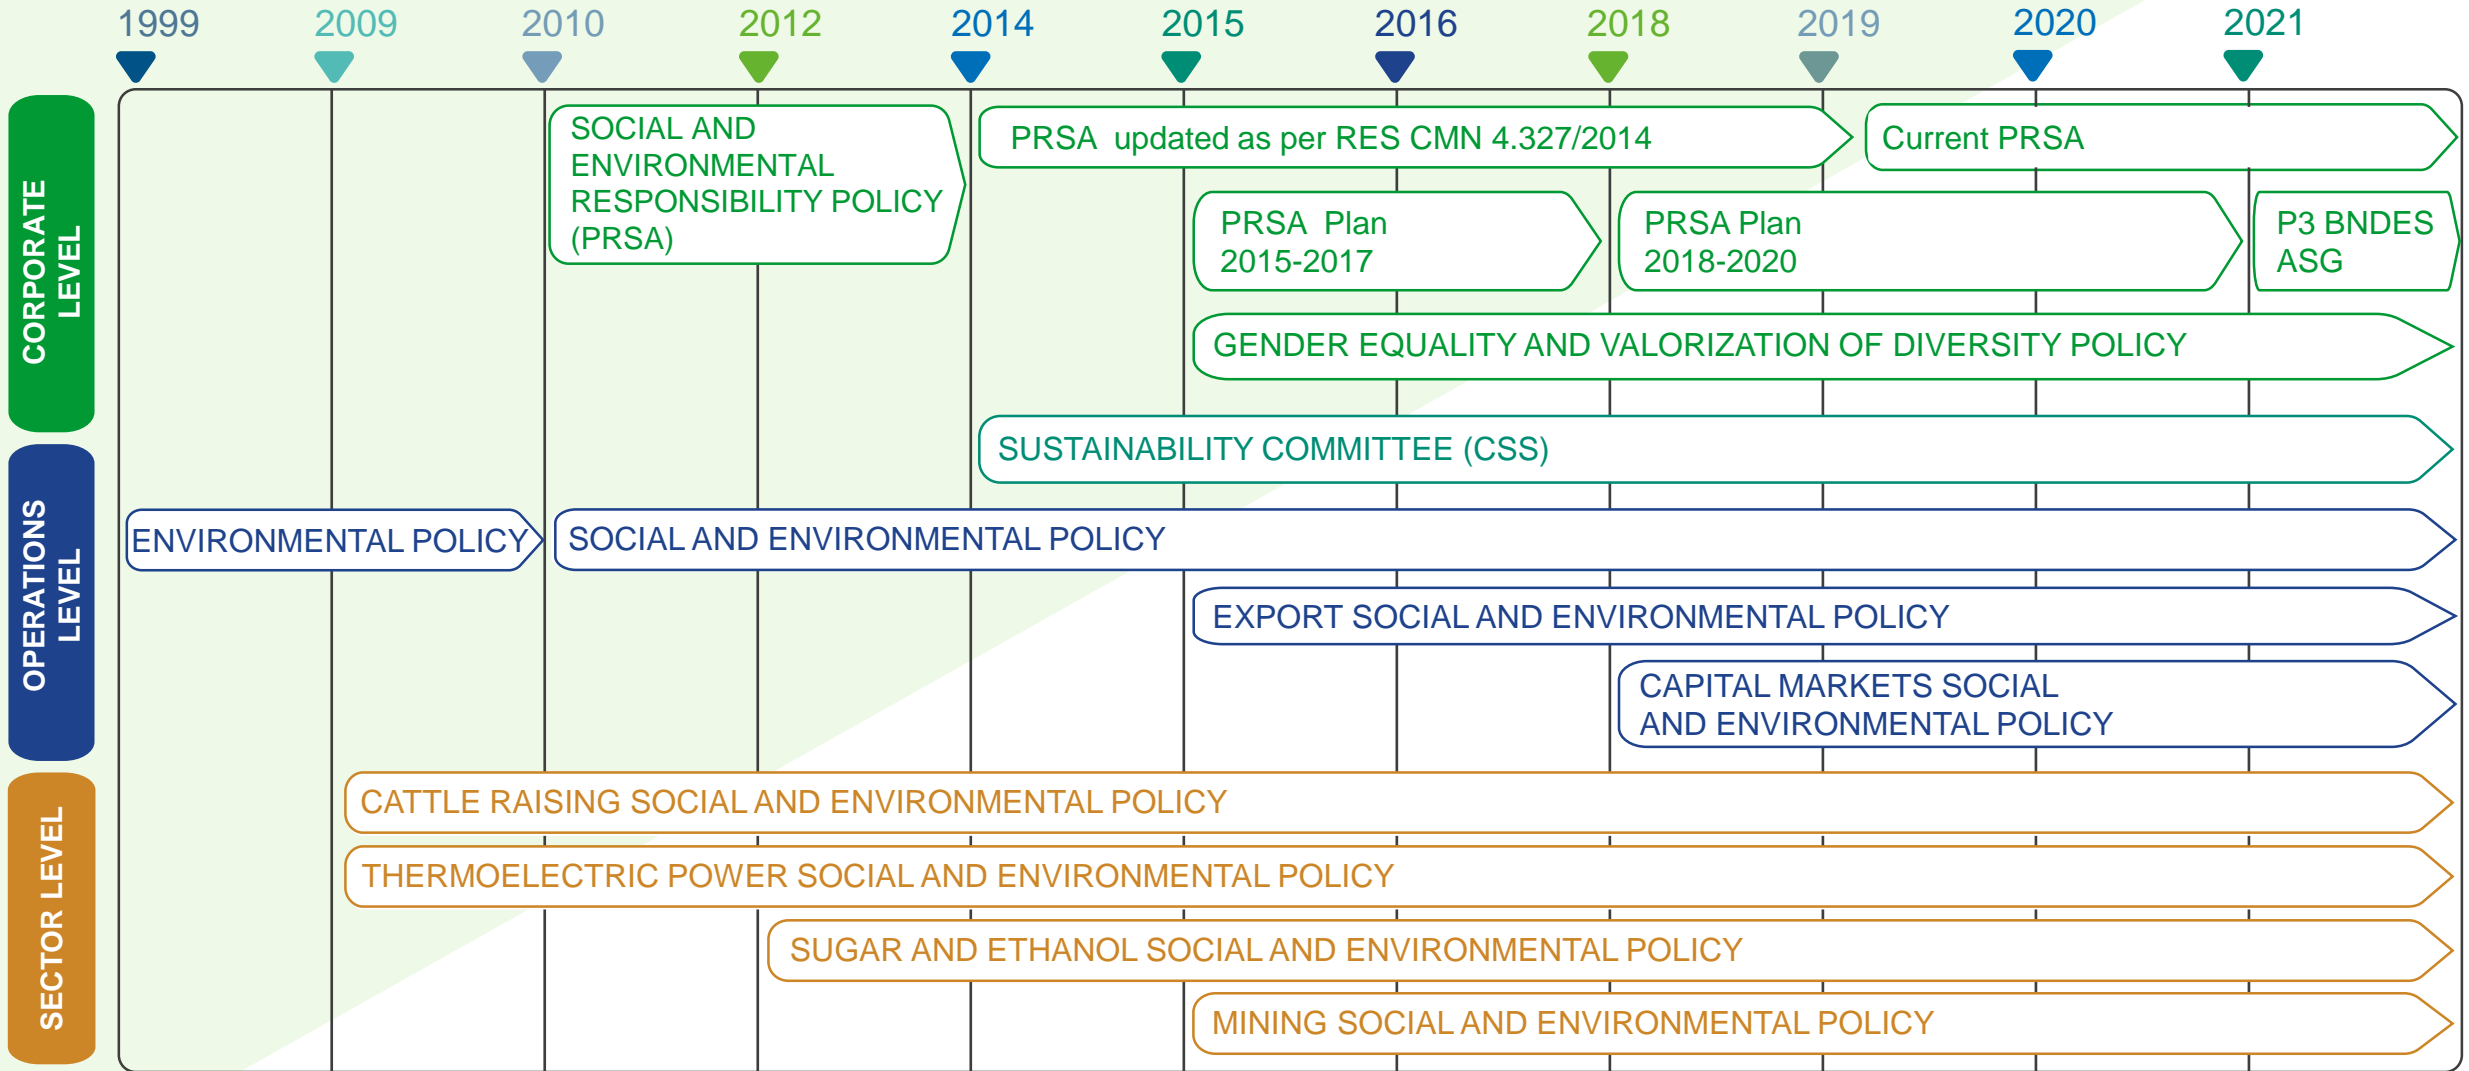 1999 2009 2010 2012 2014 2015 2016 2018 2019 2020 2021
CORPORATE
LEVEL
SOCIAL AND
ENVIRONMENTAL
RESPONSIBILITY POLICY
(PRSA)
PRSA updated as per RES CMN 4.327/2014
Current PRSA
PRSA Plan
2015-2017
PRSA Plan
2018-2020
P3 BNDES
ASG
GENDER EQUALITY AND VALORIZATION OF DIVERSITY POLICY
SUSTAINABILITY COMMITTEE (CSS)
OPERATIONS
LEVEL
ENVIRONMENTAL POLICY
SOCIAL AND ENVIRONMENTAL POLICY
EXPORT SOCIAL AND ENVIRONMENTAL POLICY
CAPITAL MARKETS SOCIAL
AND ENVIRONMENTAL POLICY
SECTOR LEVEL
CATTLE RAISING SOCIAL AND ENVIRONMENTAL POLICY
THERMOELECTRIC POWER SOCIAL AND ENVIRONMENTAL POLICY
SUGAR AND ETHANOL SOCIAL AND ENVIRONMENTAL POLICY
MINING SOCIAL AND ENVIRONMENTAL POLICY